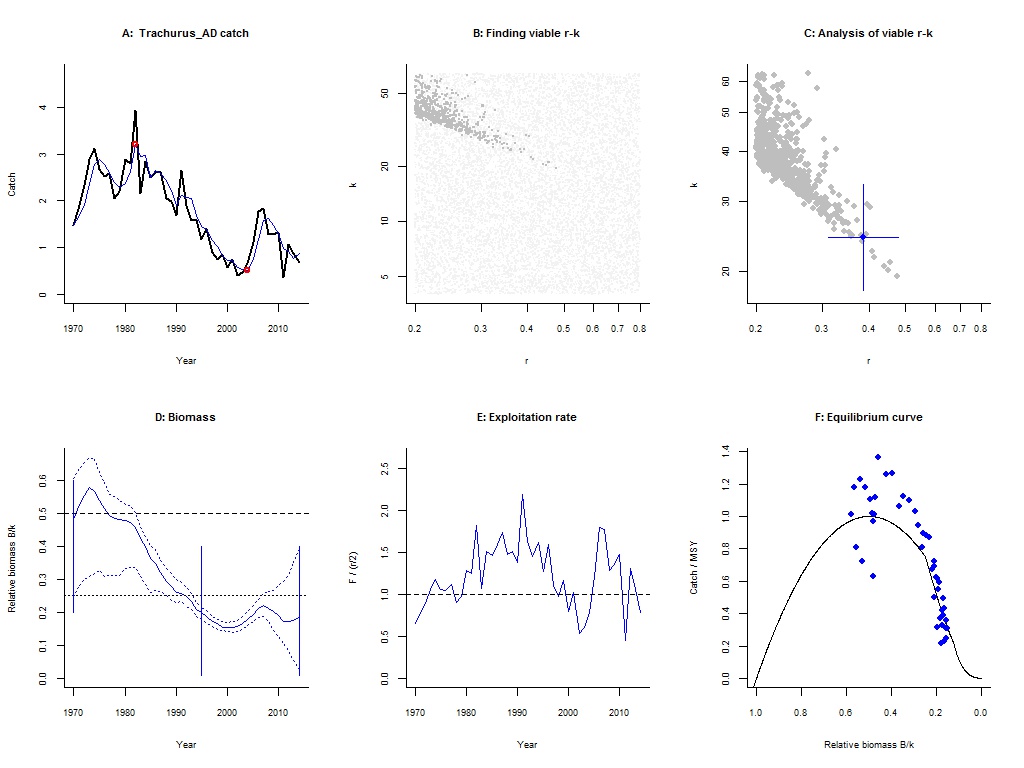 A:  Trachurus_AD catch
Catch
0 1 2 3 4
1970 1980 1990 2000 2010
Year
B: Finding viable r-k
k
5 10 20 50
0.2 0.3 0.4 0.5 0.6 0.7 0.8
r
C: Analysis of viable r-k
k
20 30 40 50 60
0.2 0.3 0.4 0.5 0.6 0.7 0.8
r
D: Biomass
Relative biomass B/k
0.0 0.1 0.2 0.3 0.4 0.5 0.6
1970 1980 1990 2000 2010
Year
E: Exploitation rate
F / (r/2)
0.0 0.5 1.0 1.5 2.0 2.5
1970 1980 1990 2000 2010
Year
F: Equilibrium curve
Catch / MSY
0.0 0.2 0.4 0.6 0.8 1.0 1.2 1.4
1.0 0.8 0.6 0.4 0.2 0.0
Relative biomass B/k